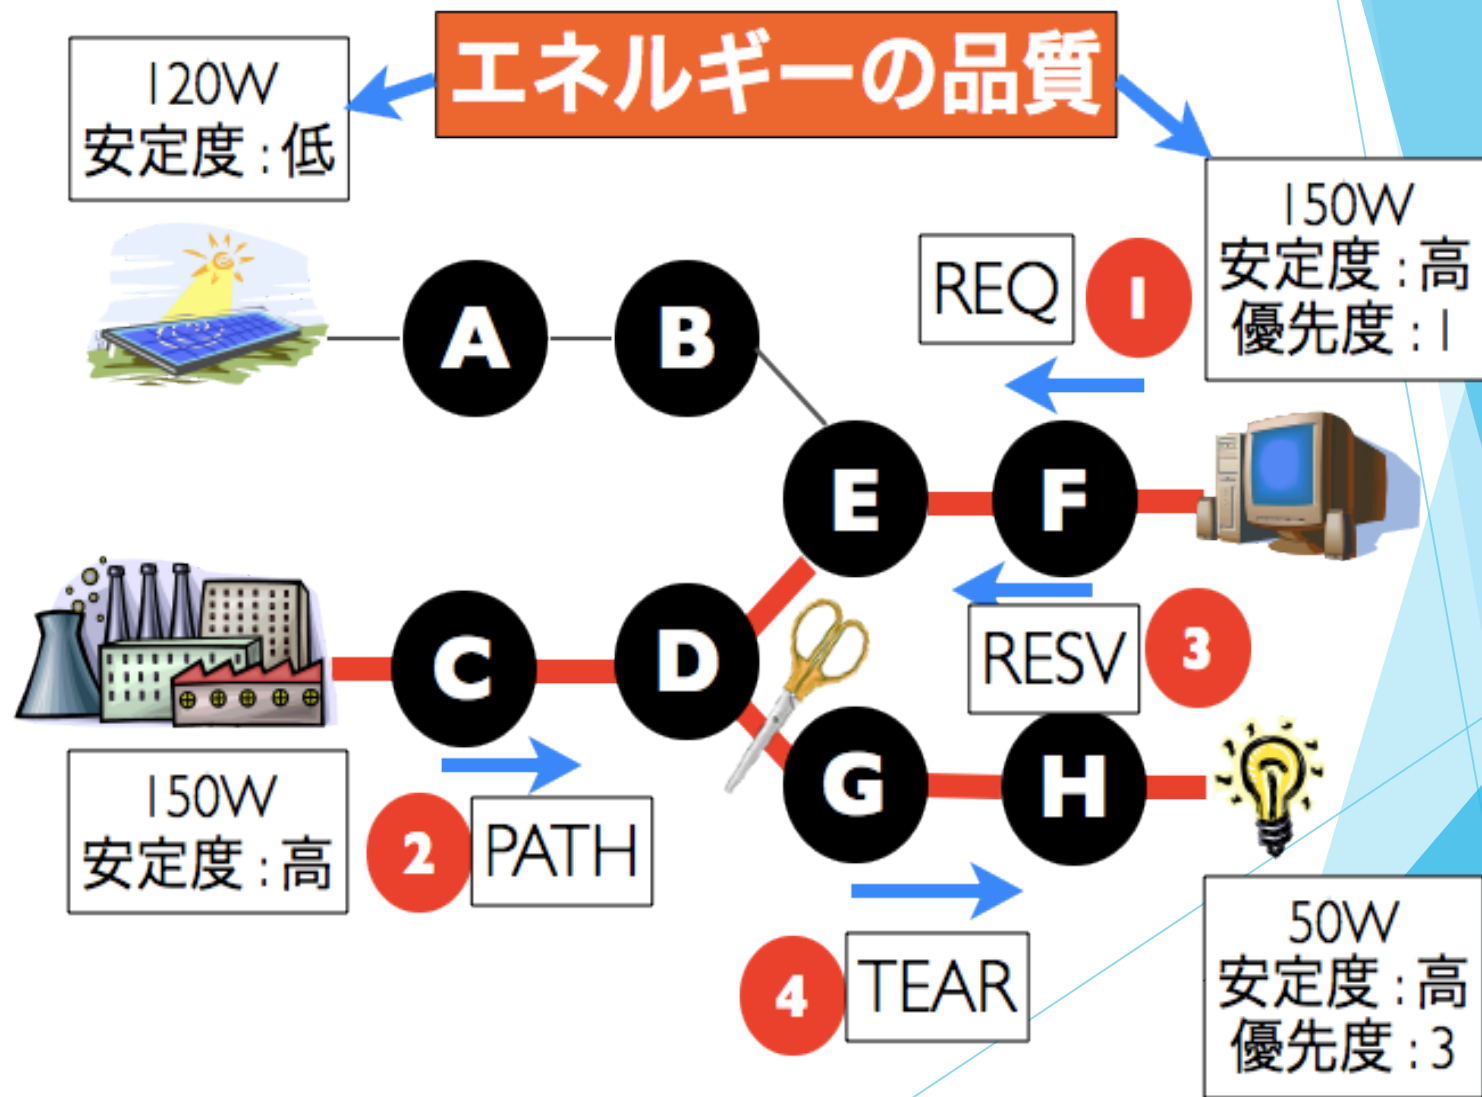 エネルギーの品質
120W
安定度 : 低
150W
安定度 : 高
優先度 : 1
REQ
1
A
B
E
F
C
D
RESV
3
G
H
150W
安定度 : 高
2
PATH
4
TEAR
50W
安定度 : 高
優先度 : 3